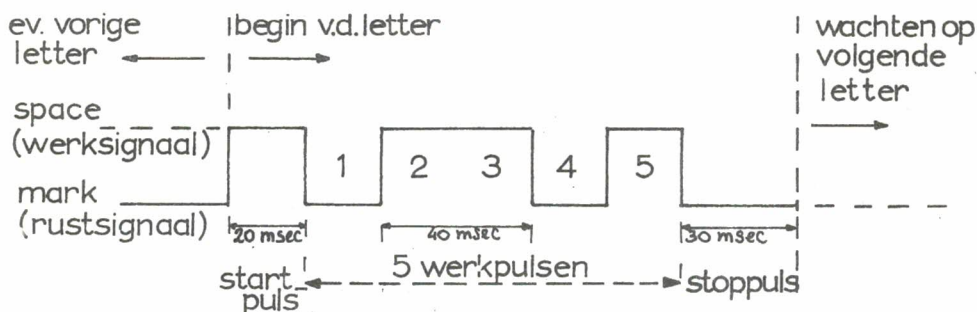 ev. vorige
letter
begin v.d. letter
wachten op
volgende
letter
space
(werksignaal)
mark
(rustsignaal)
1
2
3
4
5
20 msec
40 msec
30 msec
start_
puls
5 werkpulsen
stoppuls